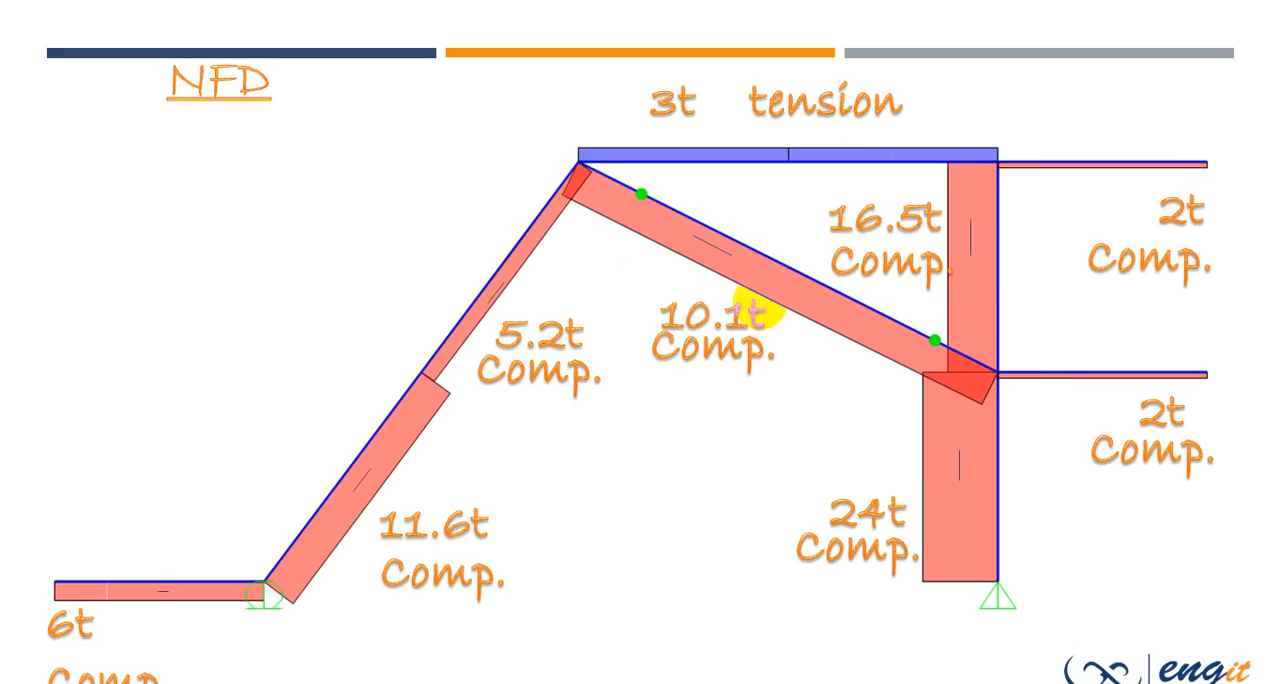 NFD
3t tension
16.5t
Comp.
2t
Comp.
10.1t
Comp.
5.2t
Comp.
2t
Comp.
11.6t
Comp.
24t
Comp.
6t
Comp.
engit